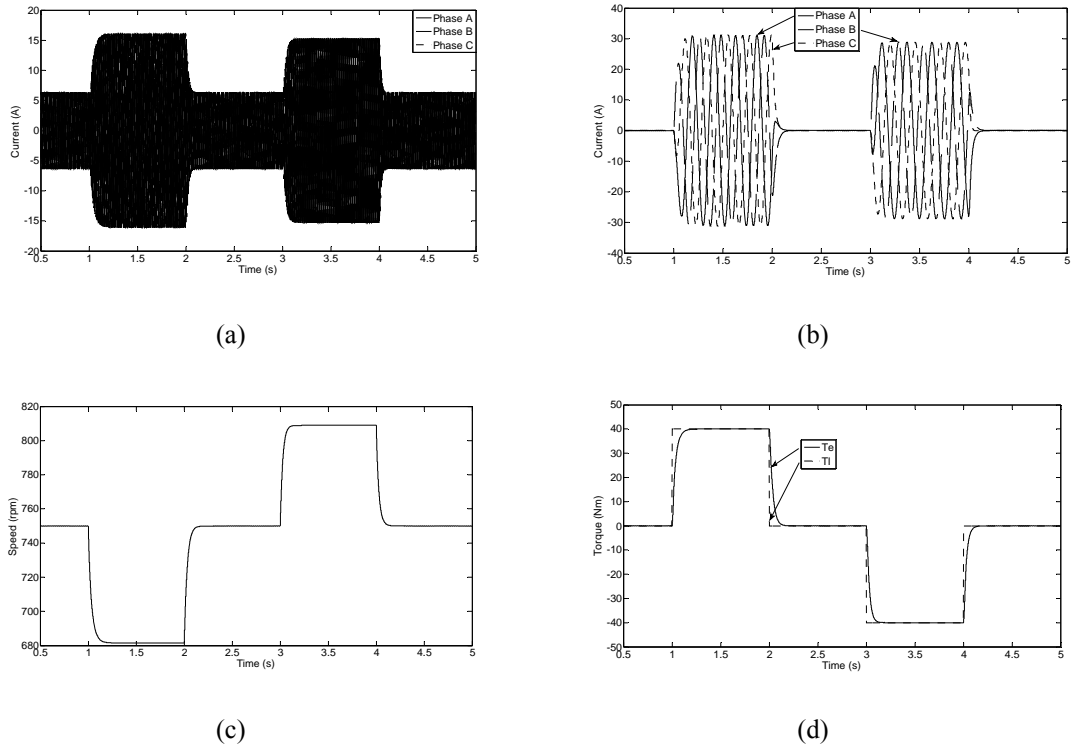 Phase A
Phase B
Phase C
20
15
10
5
0
-5
-10
-15
-20
Current (A)
0.5 1 1.5 2 2.5 3 3.5 4 4.5 5
Time (s)
(a)
Phase A
Phase B
Phase C
40
30
20
10
0
-10
-20
-30
-40
Current (A)
0.5 1 1.5 2 2.5 3 3.5 4 4.5 5
Time (s)
(b)
820
800
780
760
740
720
700
680
Speed (rpm)
0.5 1 1.5 2 2.5 3 3.5 4 4.5 5
Time (s)
(c)
Te
Tl
50
40
30
20
10
0
-10
-20
-30
-40
-50
Torque (Nm)
0.5 1 1.5 2 2.5 3 3.5 4 4.5 5
Time (s)
(d)